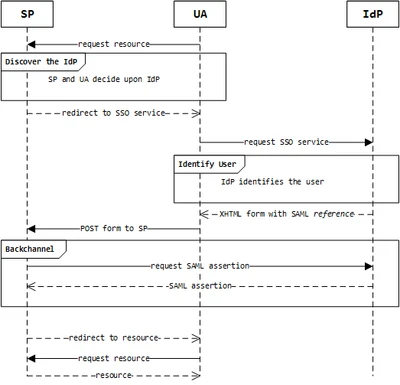 SP UA IdP
request resource
Discover the IdP
SP and UA decide upon IdP
redirect to SSO service
request SSO service
Identify User
IdP identifies the user
XHTML form with SAML reference
POST form to SP
Backchannel
request SAML assertion
SAML assertion
redirect to resource
request resource
resource